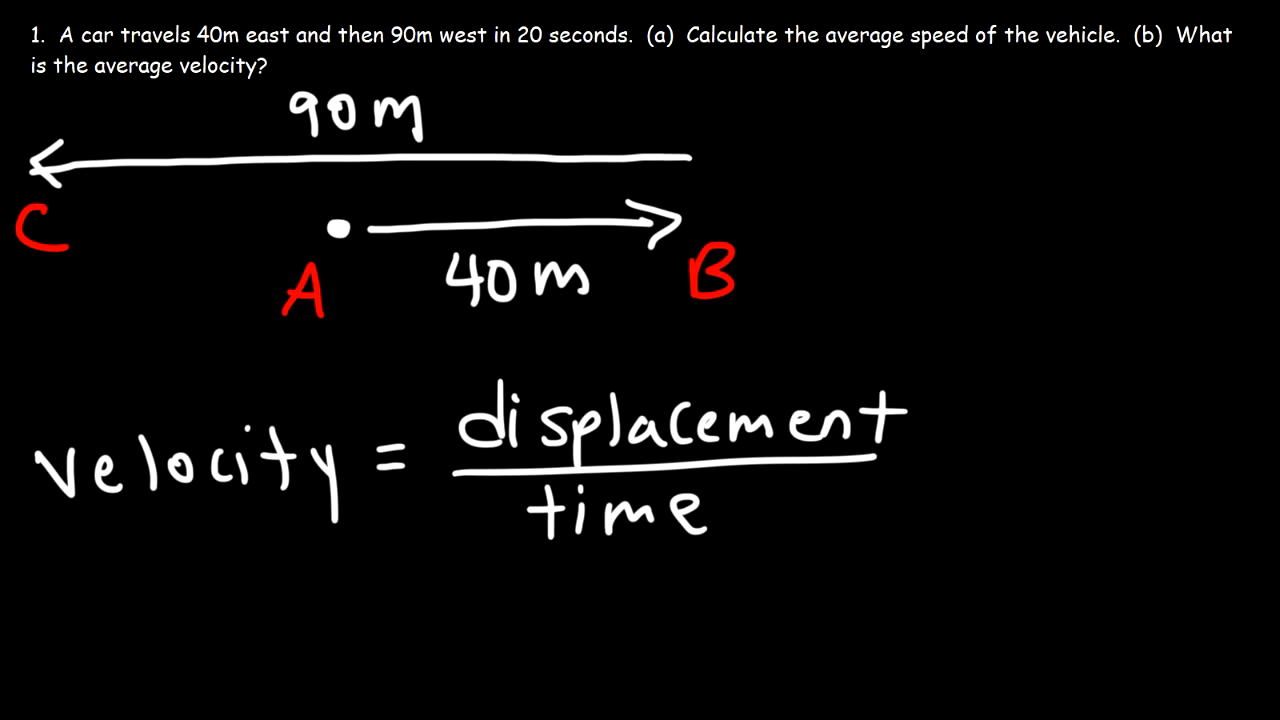 1. A car travels 40m east and then 90m west in 20 seconds. (a) Calculate the average speed of the vehicle. (b) What
is the average velocity?
90m
C
A
40m
B
velocity = displacement
time